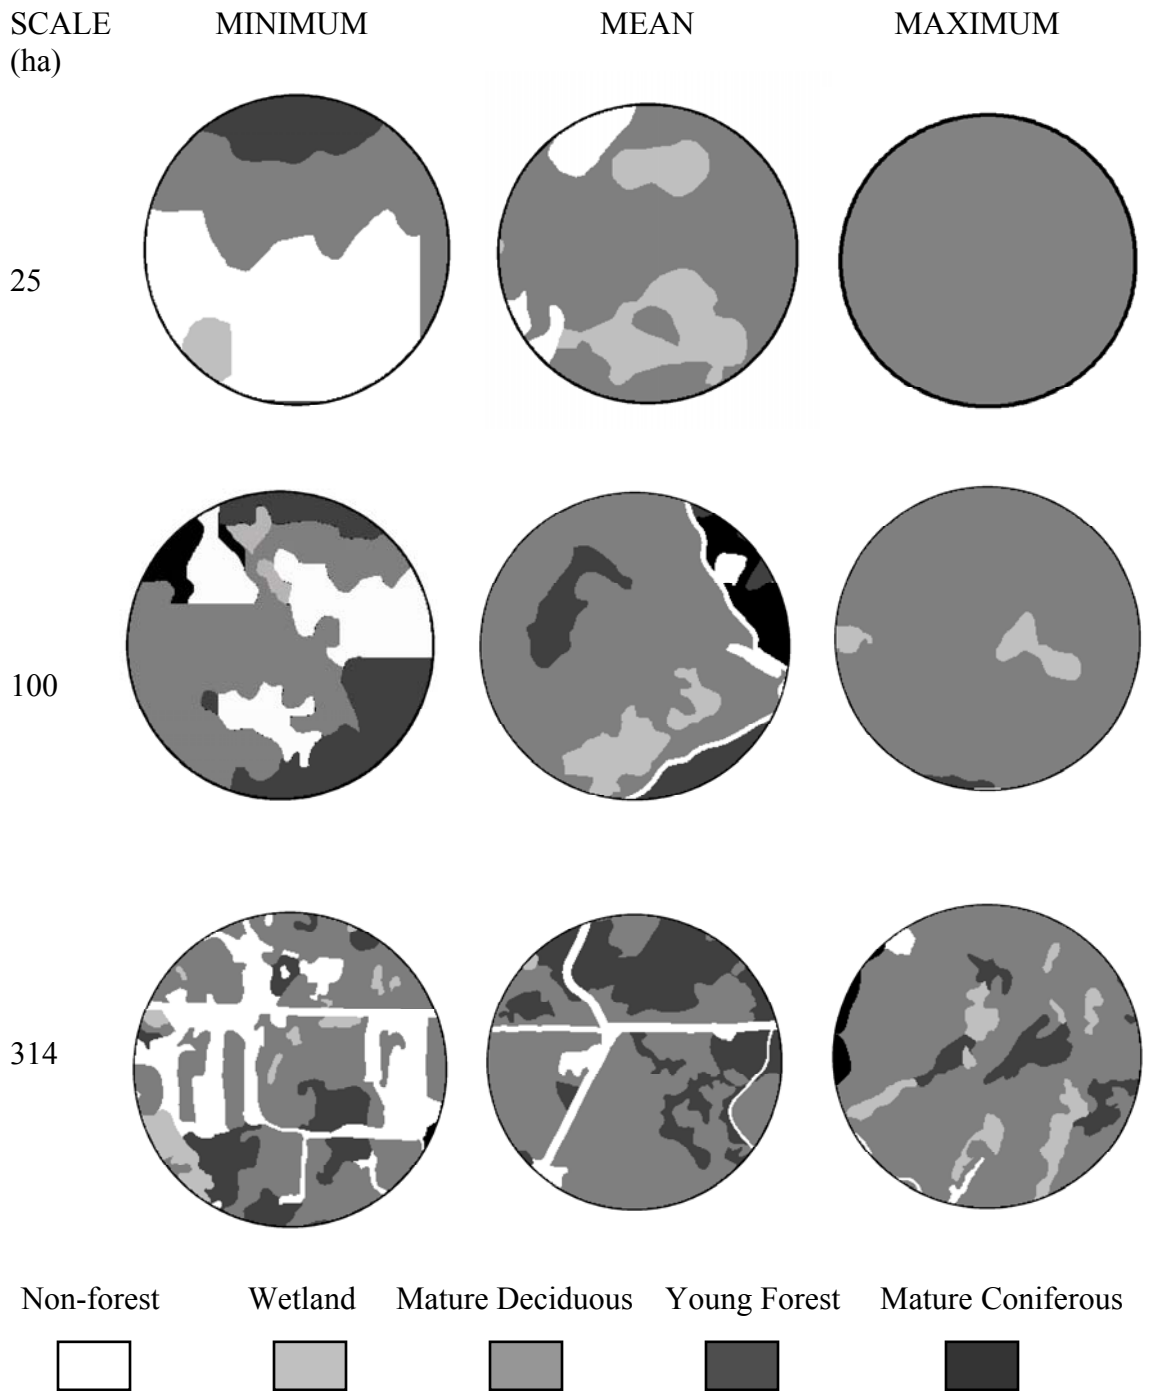 SCALE MINIMUM MEAN MAXIMUM
(ha)
25
100
314
Non-forest Wetland Mature Deciduous Young Forest Mature Coniferous